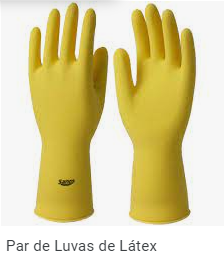 Par de Luvas de Látex